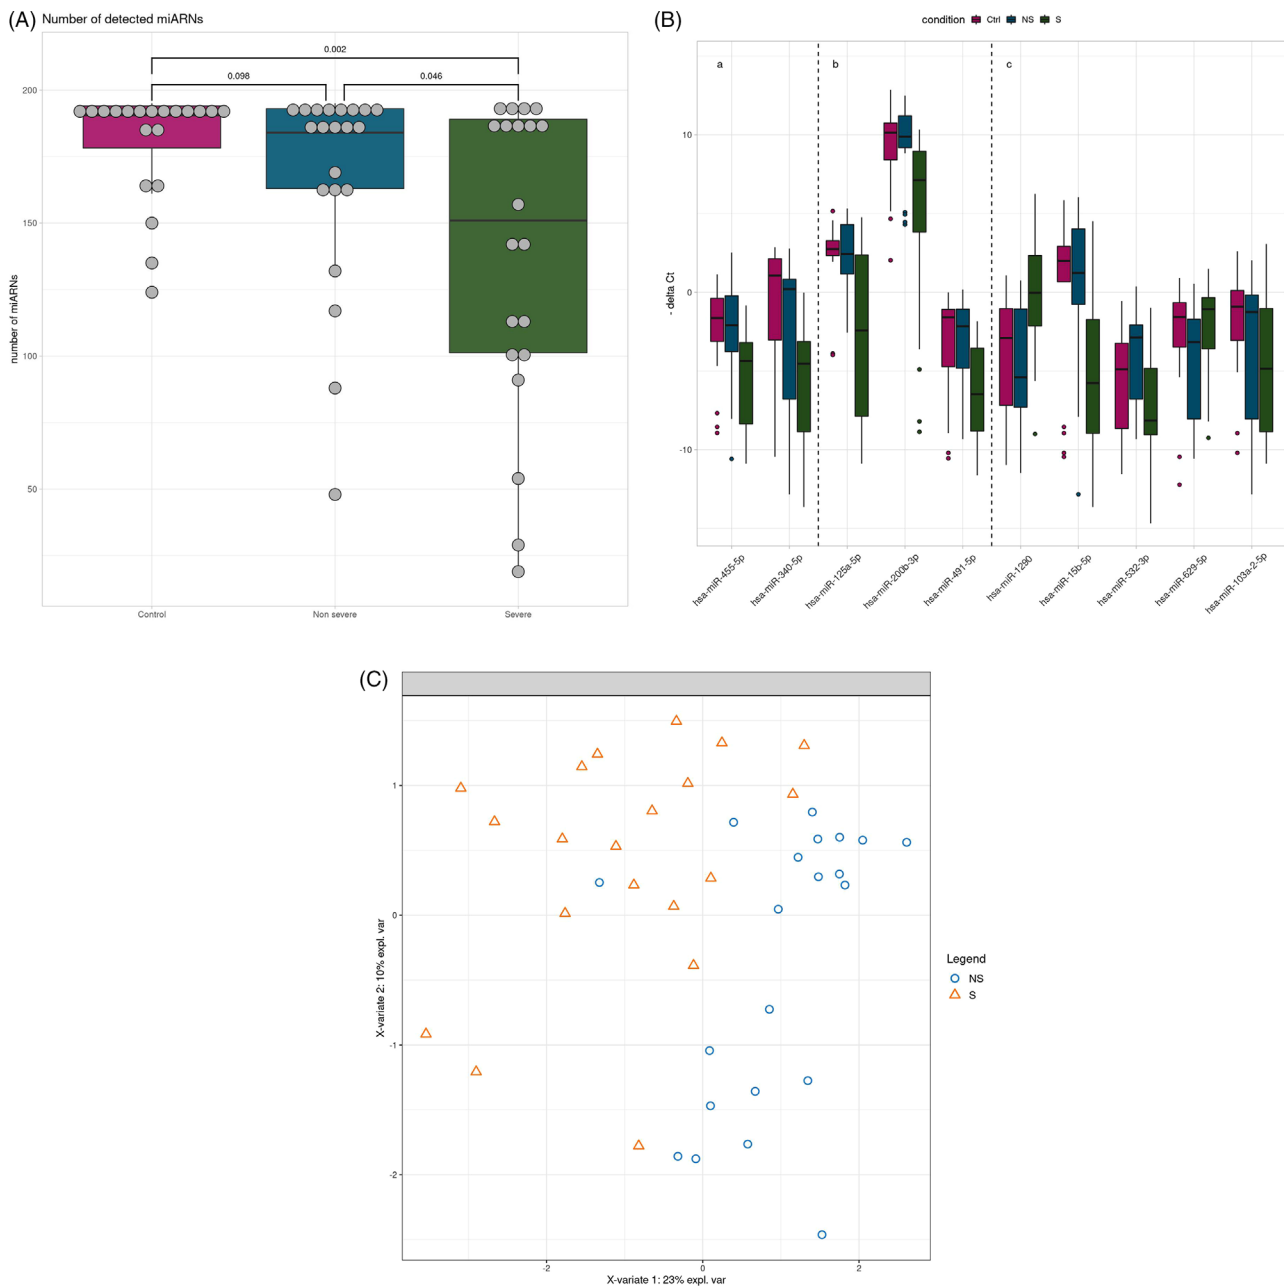 (A) Number of detected miARNs
0.002
0.098
0.046
200
150
100
50
number of miARNs
Control
Non severe
Severe
(B)
condition Ctrl NS S
a
b
c
10
0
-10
- delta Ct
hsa-miR-455-5p
hsa-miR-340-5p
hsa-miR-125a-5p
hsa-miR-200b-3p
hsa-miR-491-5p
hsa-miR-1290
hsa-miR-15b-5p
hsa-miR-532-3p
hsa-miR-629-5p
hsa-miR-103a-2-5p
(C)
1
0
-1
-2
X-variate 2: 10% expl. var
-2
0
2
X-variate 1: 23% expl. var
Legend
NS
S